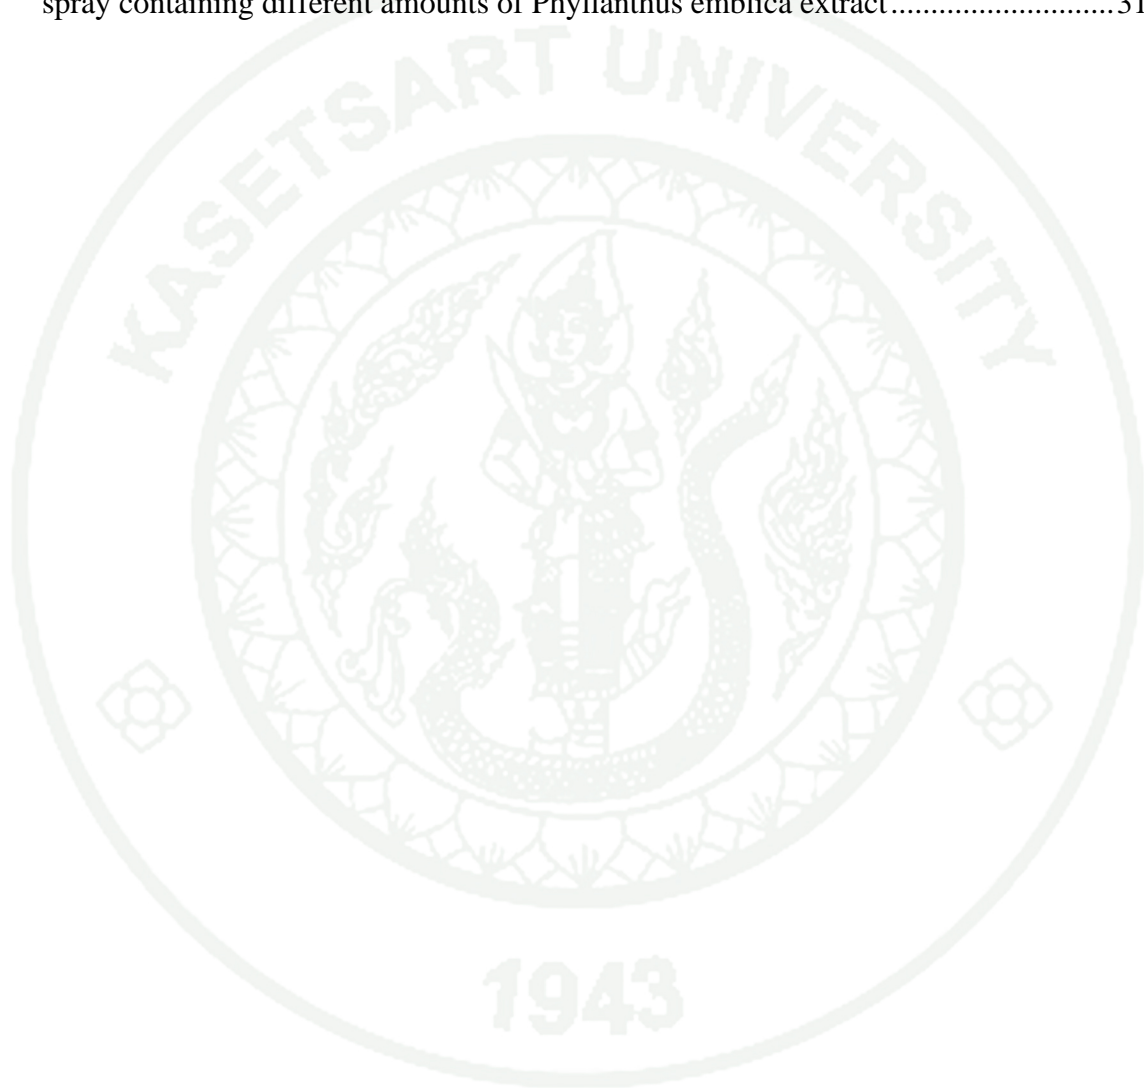 spray containing different amounts of Phyllanthus emblica extract............................31
KASETSART UNIVERSITY
1943